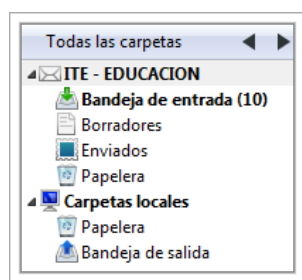 Todas las carpetas
ITE - EDUCACION
Bandeja de entrada (10)
Borradores
Enviados
Papelera
Carpetas locales
Papelera
Bandeja de salida